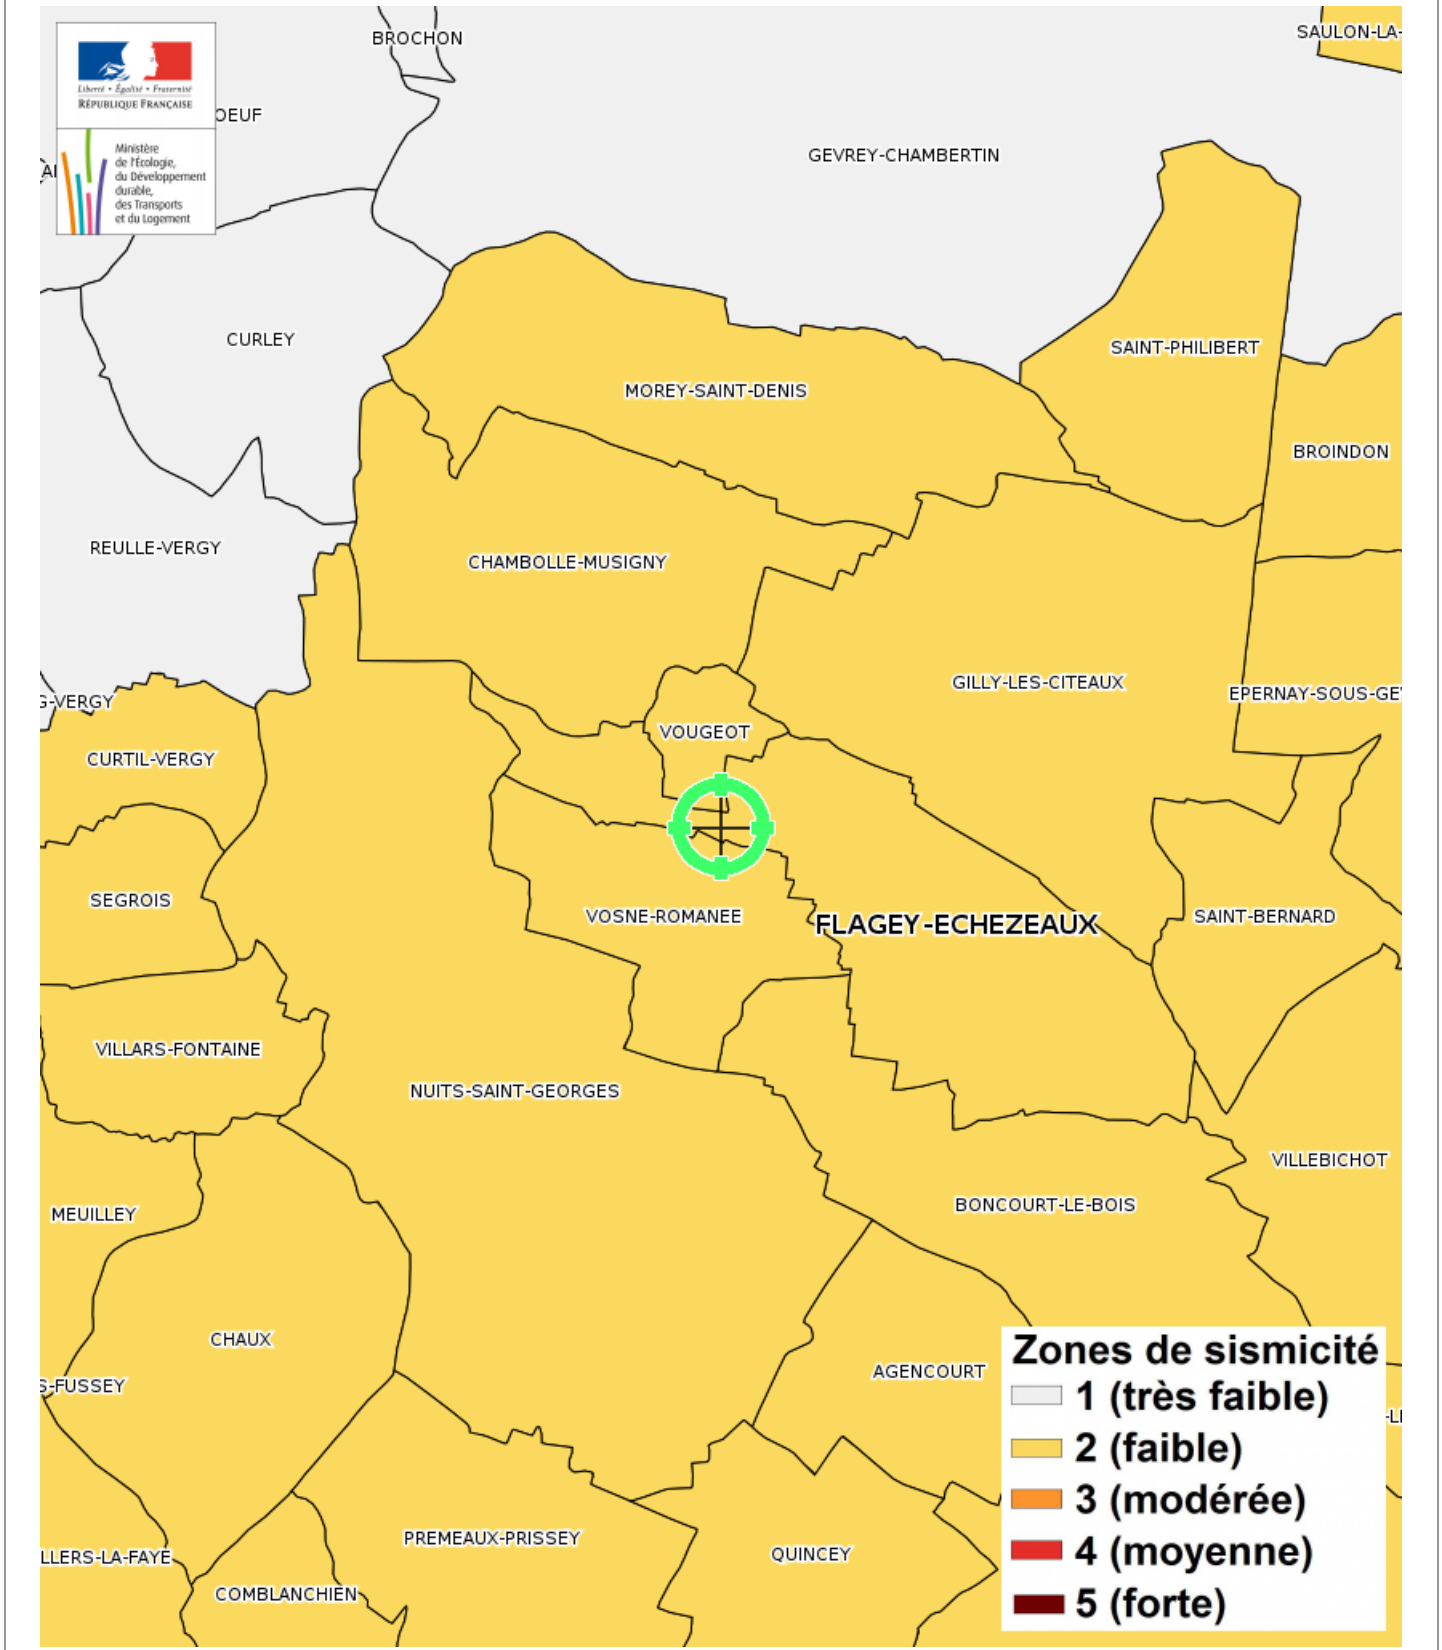 BROCHON
SAULON-LA-
Liberté • Égalité • Fraternité
RÉPUBLIQUE FRANÇAISE
OEUF
Ministère
de l'Écologie,
du Développement
durable,
des Transports
et du Logement
GEVREY-CHAMBERTIN
CURLEY
SAINT-PHILIBERT
MOREY-SAINT-DENIS
BROINDON
REULLE-VERGY
CHAMBOLLE-MUSIGNY
GILLY-LES-CITEAUX
EPERNAY-SOUS-GEV
G-VERGY
VOUGEOT
CURTIL-VERGY
SEGROIS
VOSNE-ROMANEE
FLAGEY-ECHEZEAUX
SAINT-BERNARD
VILLARS-FONTAINE
NUITS-SAINT-GEORGES
VILLEBICHOT
MEUILLEY
BONCOURT-LE-BOIS
CHAUX
AGENCOURT
S-FUSSEY
Zones de sismicité
1 (très faible)
2 (faible)
3 (modérée)
4 (moyenne)
5 (forte)
PREMEAUX-PRISSEY
QUINCEY
LLERS-LA-FAYE
COMBLANCHIEN